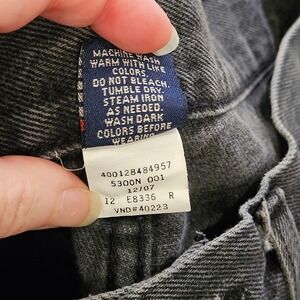 MACHINE WASH
WARM WITH LIKE
COLORS.
DO NOT BLEACH.
TUMBLE DRY.
STEAM IRON
AS NEEDED.
WASH DARK
COLORS BEFORE
WEARING
400128484957
5300N 001
12/07
12 E8336 R
VND#40223